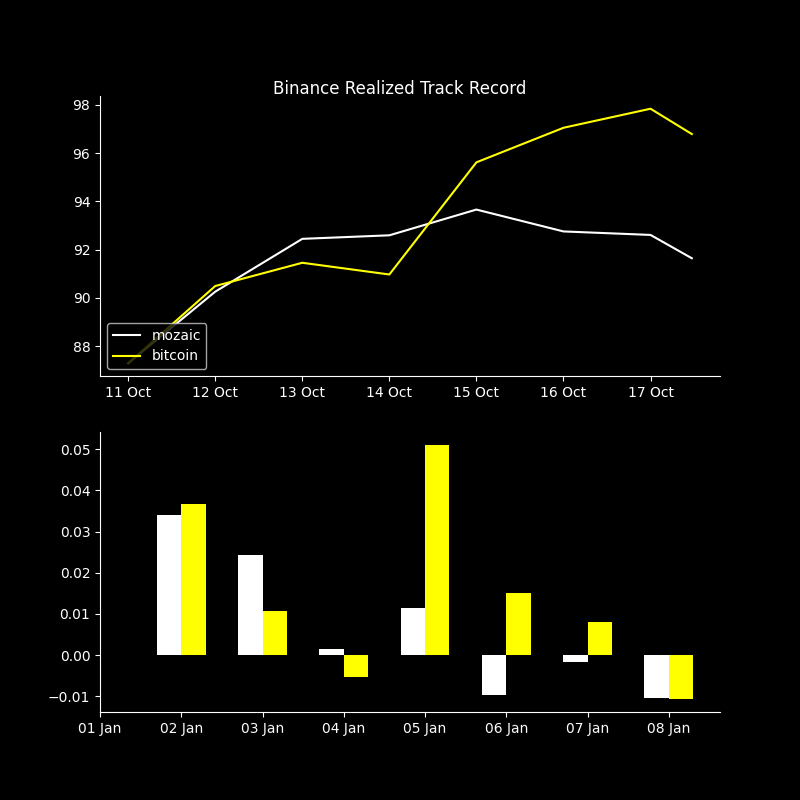 Binance Realized Track Record
98
96
94
92
90
88
mozaic
bitcoin
11 Oct 12 Oct 13 Oct 14 Oct 15 Oct 16 Oct 17 Oct
0.05
0.04
0.03
0.02
0.01
0.00
−0.01
01 Jan 02 Jan 03 Jan 04 Jan 05 Jan 06 Jan 07 Jan 08 Jan